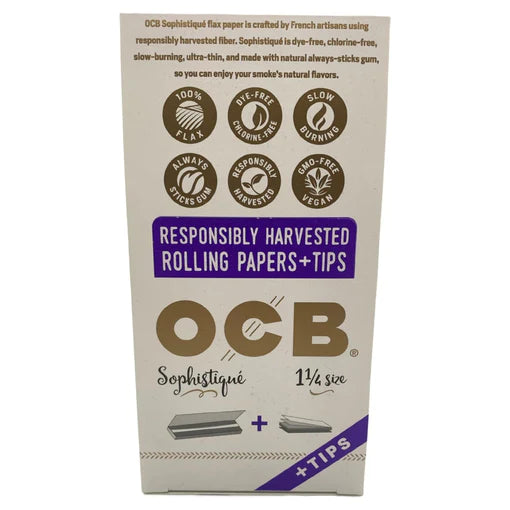 OCB Sophistiqué flax paper is crafted by French artisans using
responsibly harvested fiber. Sophistiqué is dye-free, chlorine-free,
slow-burning, ultra-thin, and made with natural always-sticks gum,
so you can enjoy your smoke's natural flavors.
100%
FLAX
DYE-FREE
CHLORINE-FREE
SLOW
BURNING
ALWAYS
STICKS GUM
RESPONSIBLY
HARVESTED
GMO-FREE
VEGAN
RESPONSIBLY HARVESTED
ROLLING PAPERS+TIPS
OCB®
Sophistiqué
1¼ size
+
+TIPS